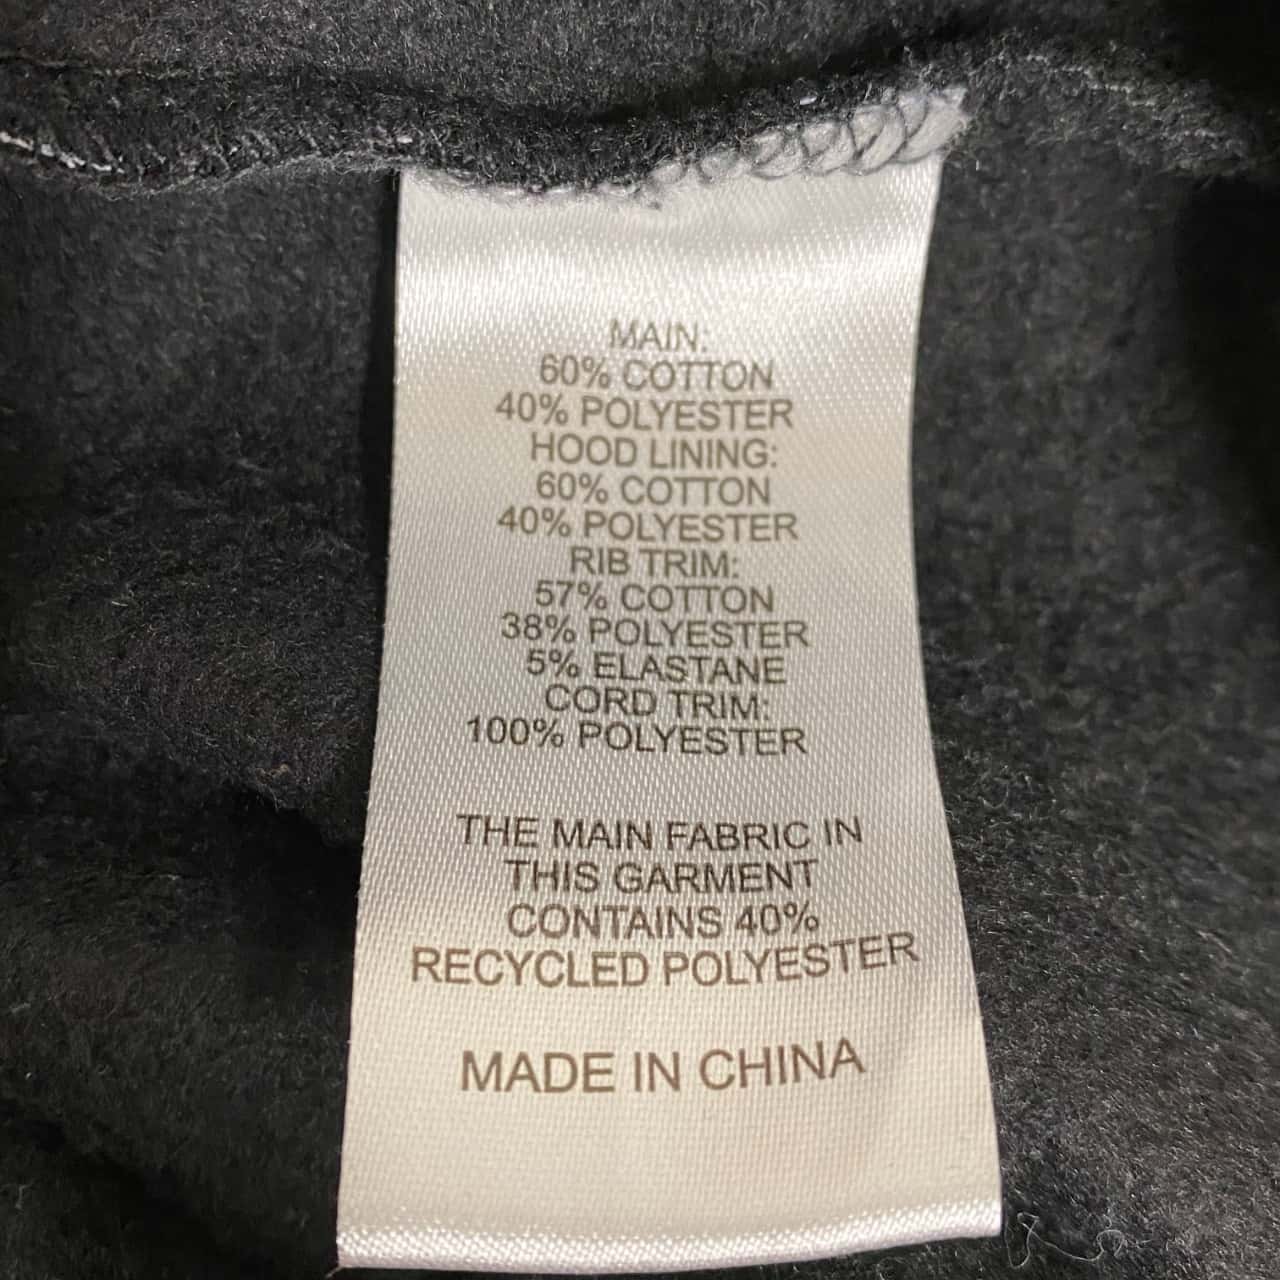 MAIN:
60% COTTON
40% POLYESTER
HOOD LINING:
60% COTTON
40% POLYESTER
RIB TRIM:
57% COTTON
38% POLYESTER
5% ELASTANE
CORD TRIM:
100% POLYESTER
THE MAIN FABRIC IN
THIS GARMENT
CONTAINS 40%
RECYCLED POLYESTER
MADE IN CHINA